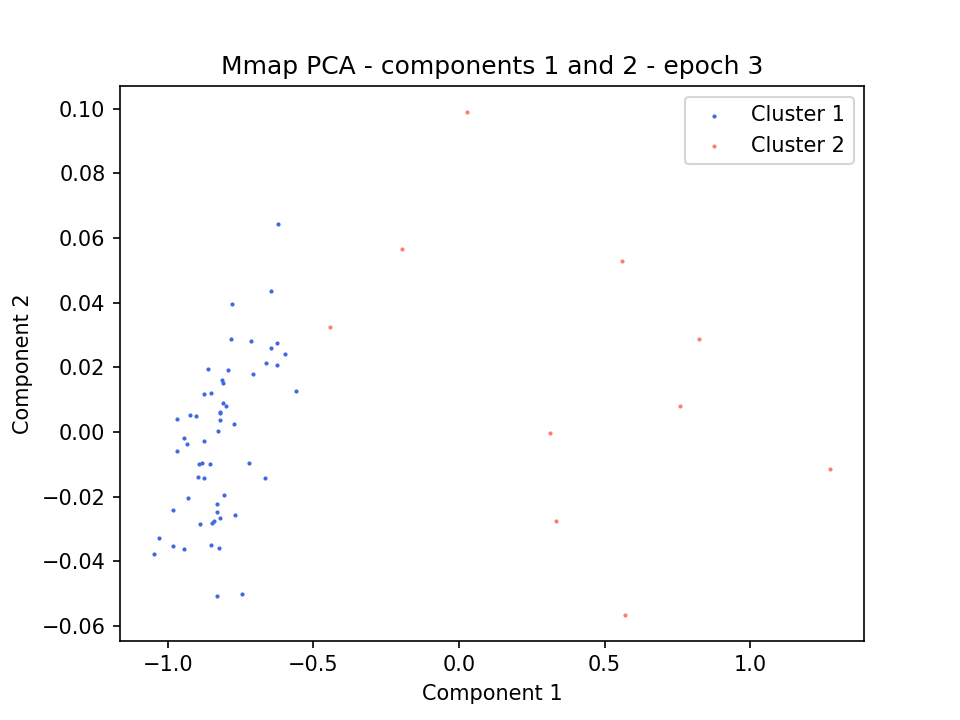 Mmap PCA - components 1 and 2 - epoch 3
Cluster 1
Cluster 2
0.10
0.08
0.06
0.04
0.02
0.00
−0.02
−0.04
−0.06
Component 2
−1.0
−0.5
0.0
0.5
1.0
Component 1